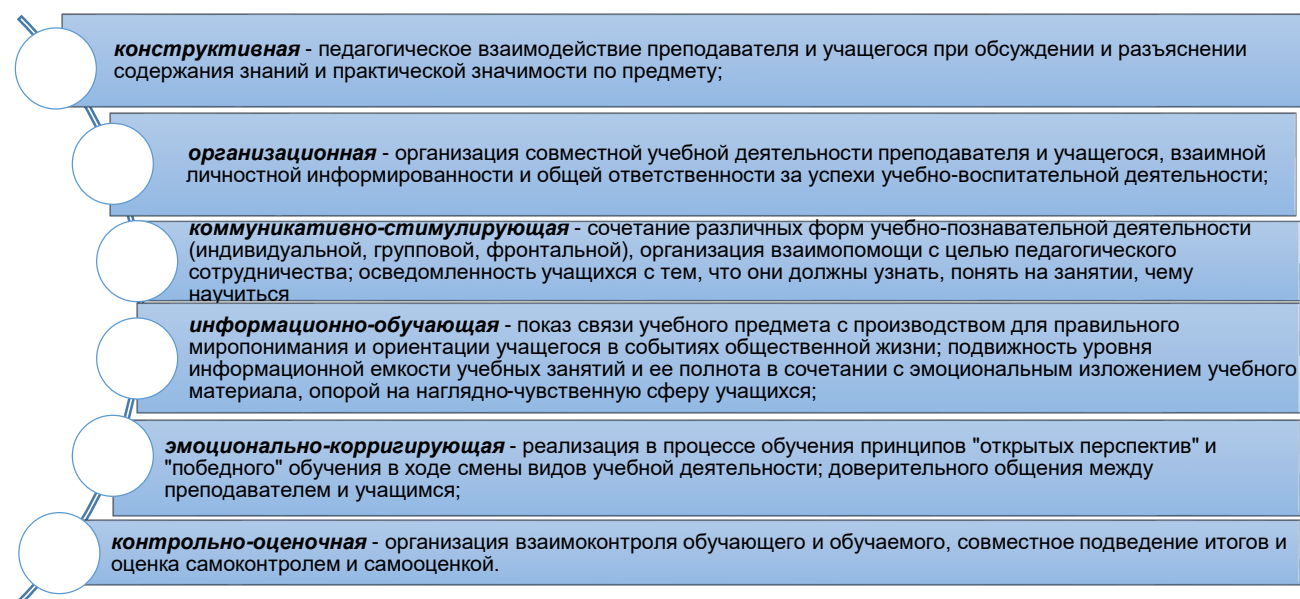 конструктивная - педагогическое взаимодействие преподавателя и учащегося при обсуждении и разъяснении
содержания знаний и практической значимости по предмету;
организационная - организация совместной учебной деятельности преподавателя и учащегося, взаимной
личностной информированности и общей ответственности за успехи учебно-воспитательной деятельности;
коммуникативно-стимулирующая - сочетание различных форм учебно-познавательной деятельности
(индивидуальной, групповой, фронтальной), организация взаимопомощи с целью педагогического
сотрудничества; осведомленность учащихся с тем, что они должны узнать, понять на занятии, чему
научиться
информационно-обучающая - показ связи учебного предмета с производством для правильного
миропонимания и ориентации учащегося в событиях общественной жизни; подвижность уровня
информационной емкости учебных занятий и ее полнота в сочетании с эмоциональным изложением учебного
материала, опорой на наглядно-чувственную сферу учащихся;
эмоционально-корригирующая - реализация в процессе обучения принципов "открытых перспектив" и
"победного" обучения в ходе смены видов учебной деятельности; доверительного общения между
преподавателем и учащимся;
контрольно-оценочная - организация взаимоконтроля обучающего и обучаемого, совместное подведение итогов и
оценка самоконтролем и самооценкой.